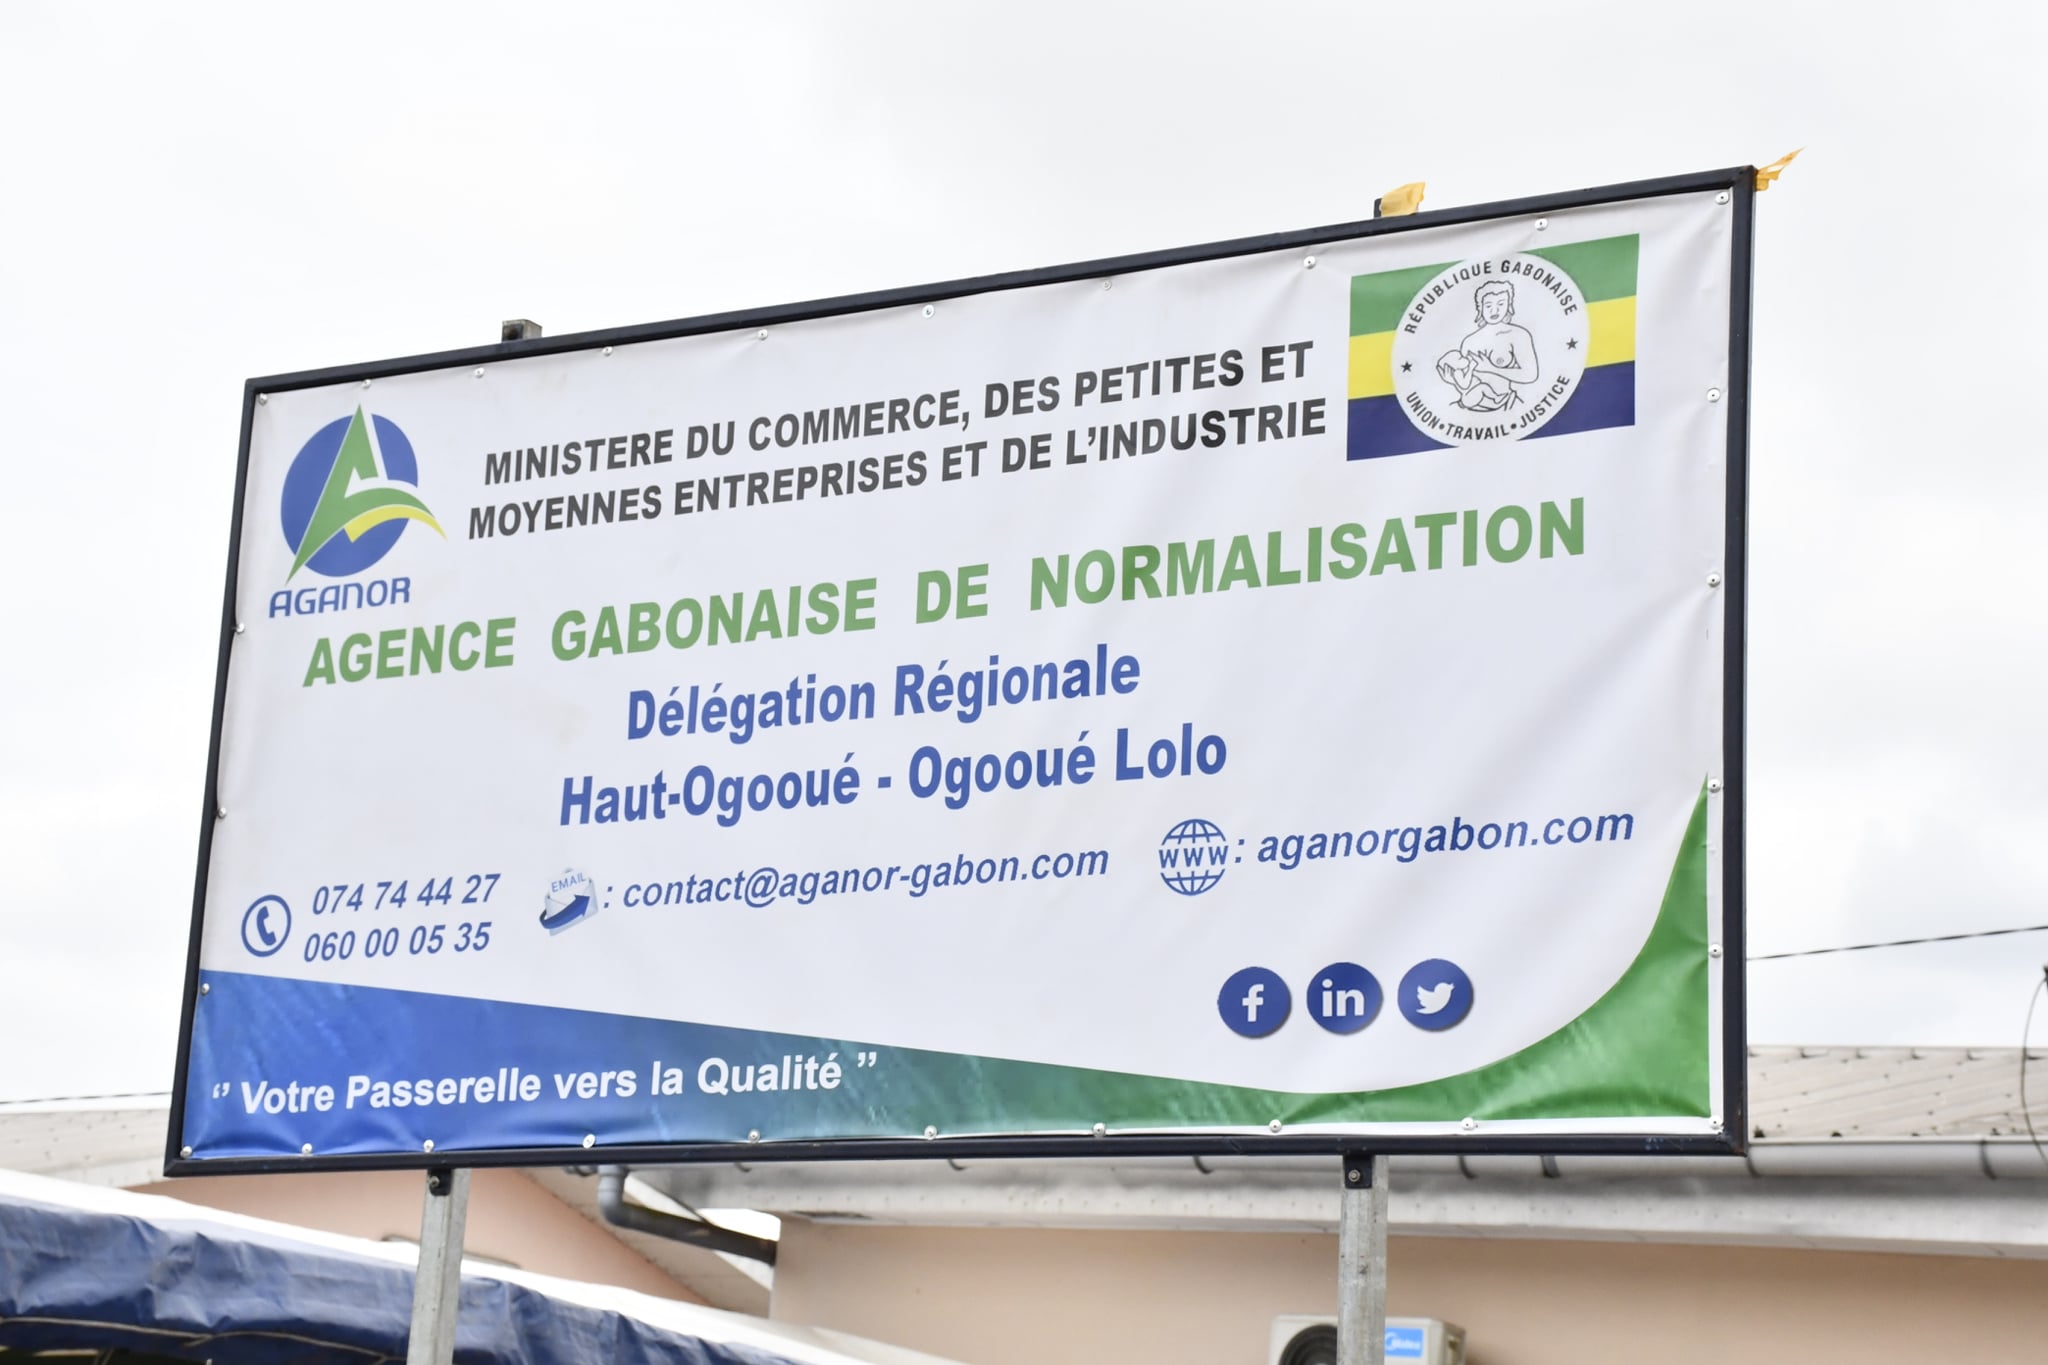 RÉPUBLIQUE GABONAISE
UNION • TRAVAIL • JUSTICE
MINISTERE DU COMMERCE, DES PETITES ET
MOYENNES ENTREPRISES ET DE L'INDUSTRIE
AGANOR
AGENCE GABONAISE DE NORMALISATION
Délégation Régionale
Haut-Ogooué - Ogooué Lolo
074 74 44 27
060 00 05 35
EMAIL : contact@aganor-gabon.com
WWW : aganorgabon.com
f in
‘’ Votre Passerelle vers la Qualité ’’
Midea